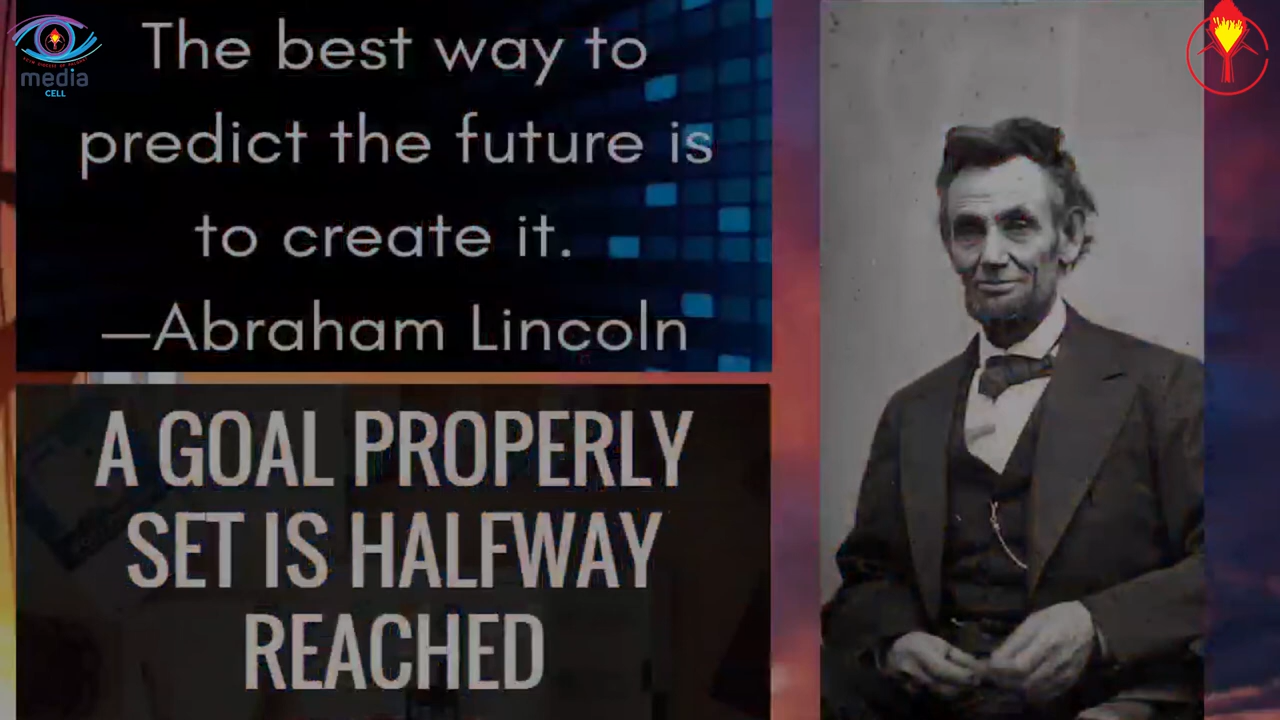 media
CELL
The best way to
predict the future is
to create it.
—Abraham Lincoln
A GOAL PROPERLY
SET IS HALFWAY
REACHED